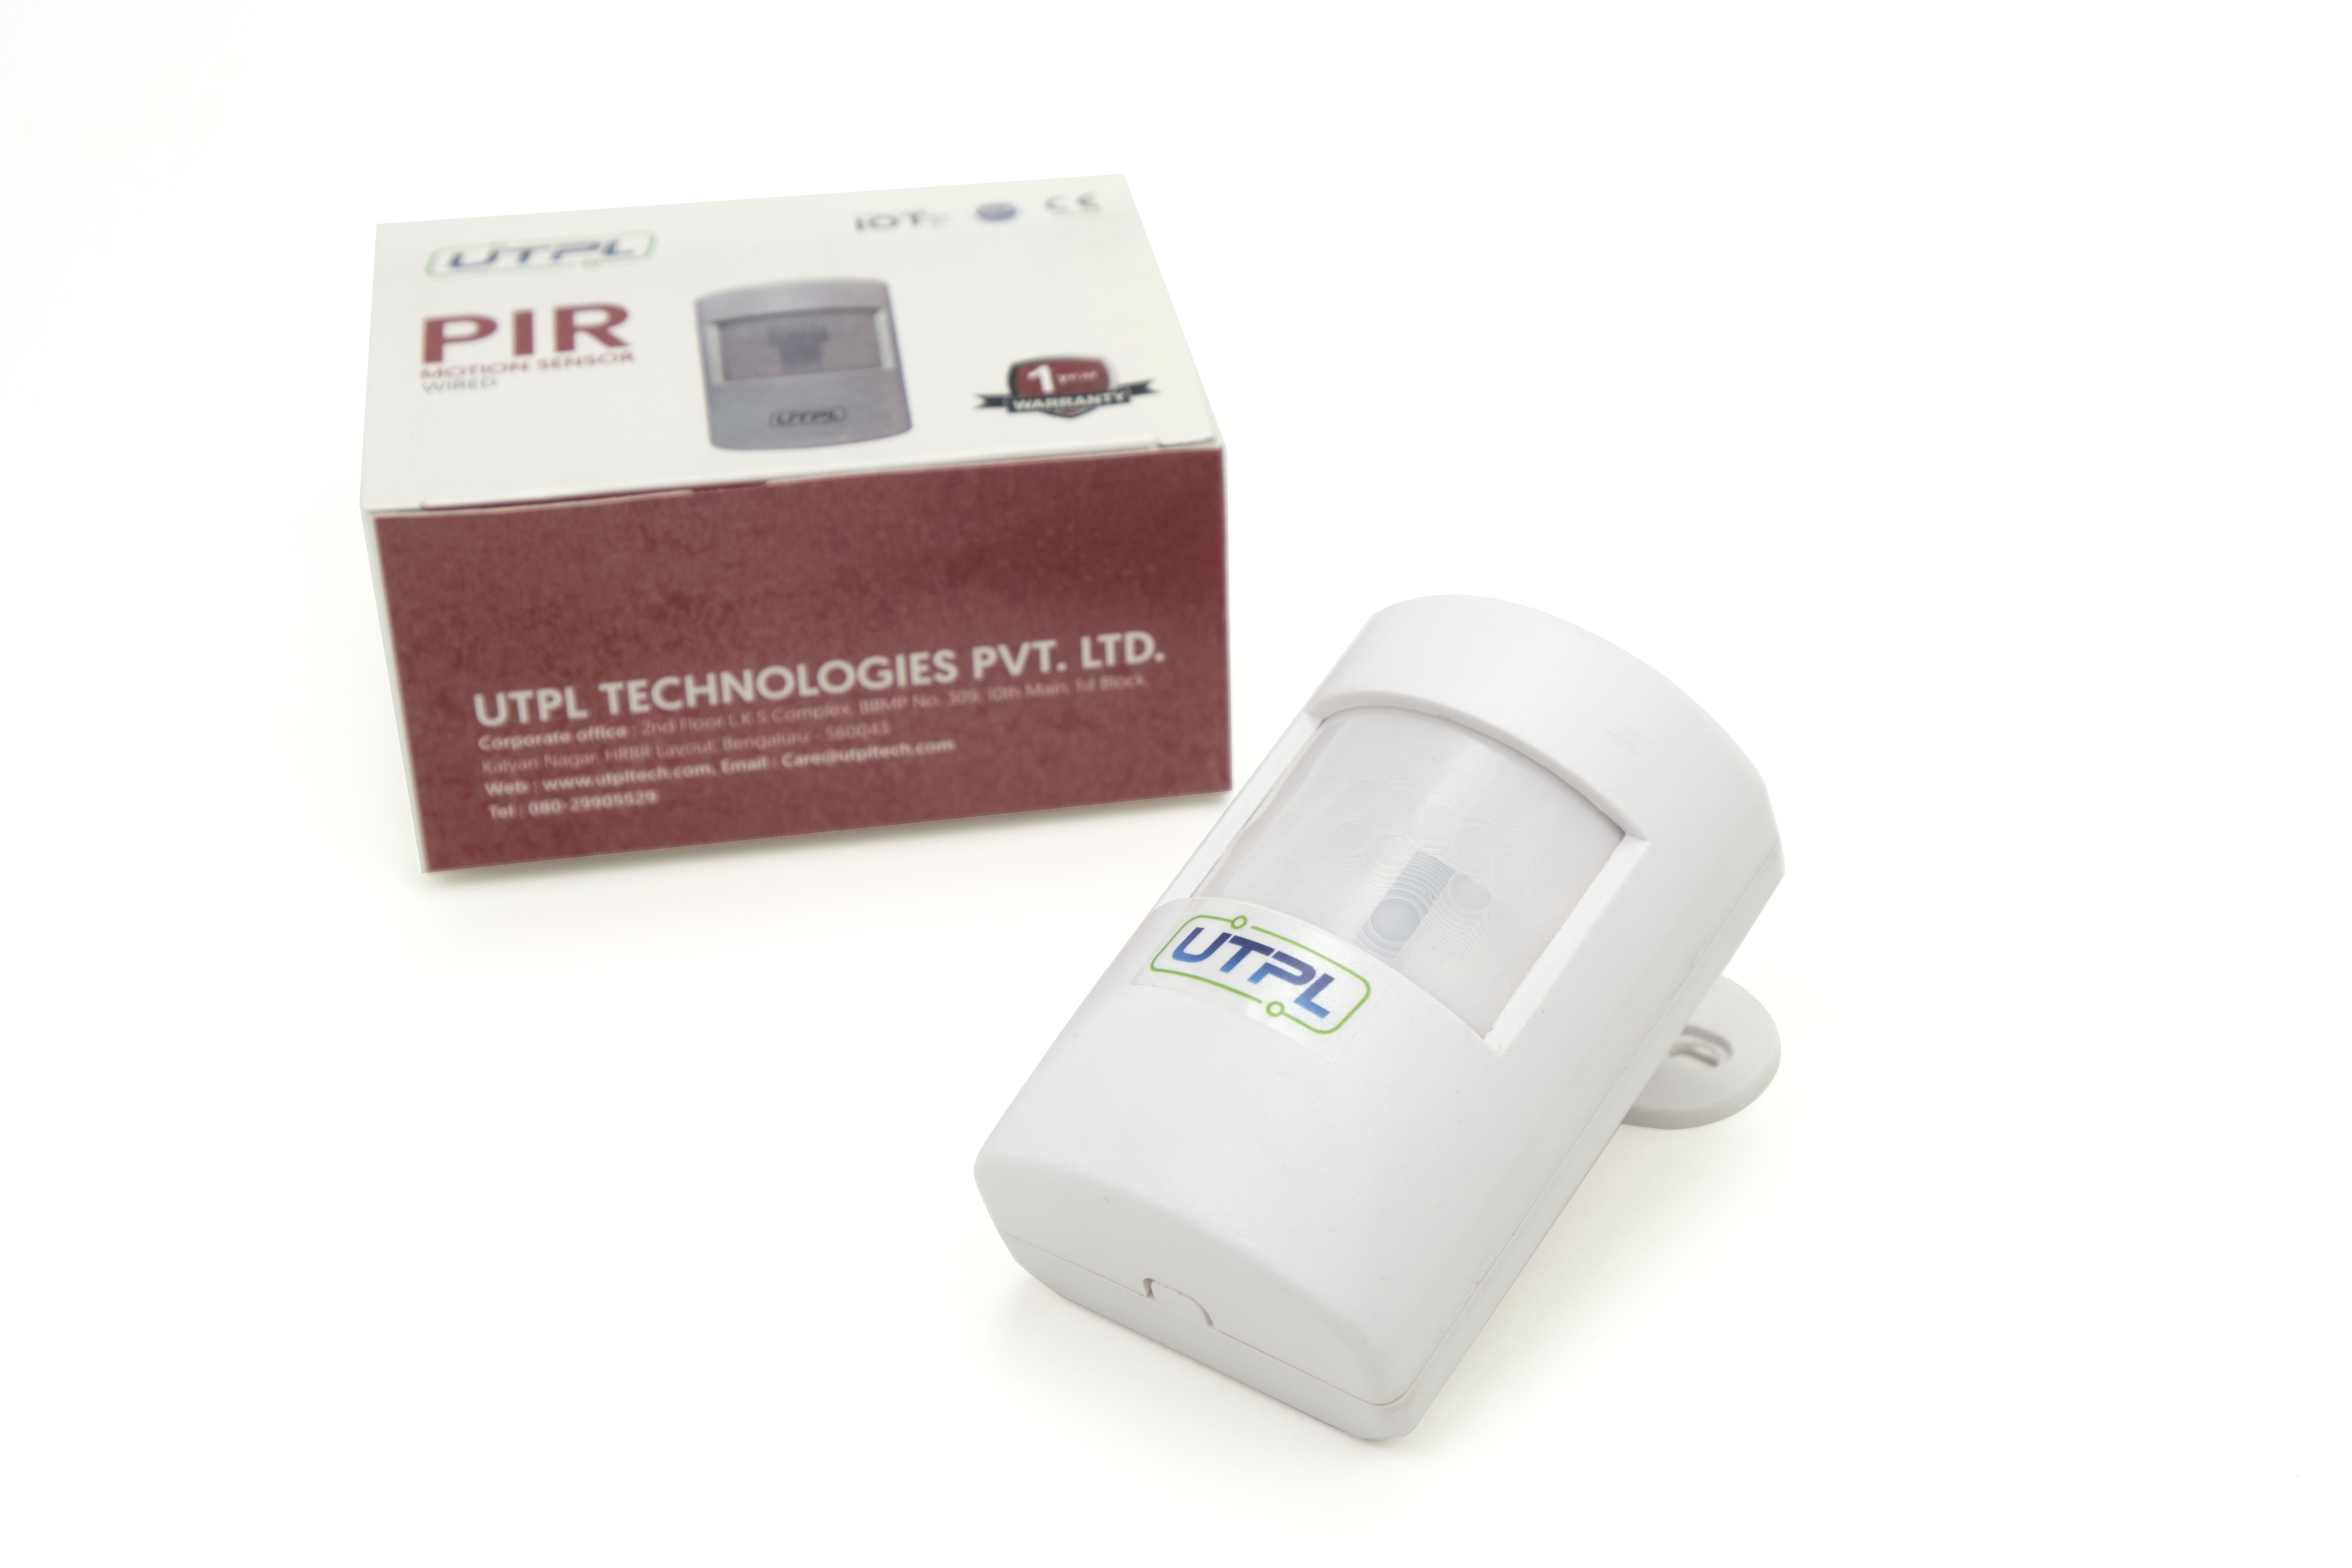 UTPL
IOT
CE
PIR
MOTION SENSOR
WIRED
UTPL
1 year
WARRANTY
UTPL TECHNOLOGIES PVT. LTD.
Corporate office : 2nd Floor L K S Complex, BBMP No. 309, 10th Main, 1st Block,
Kalyan Nagar, HRBR Layout, Bengaluru - 560043
Web : www.utpltech.com, Email : Care@utpltech.com
Tel : 080-29905529
UTPL